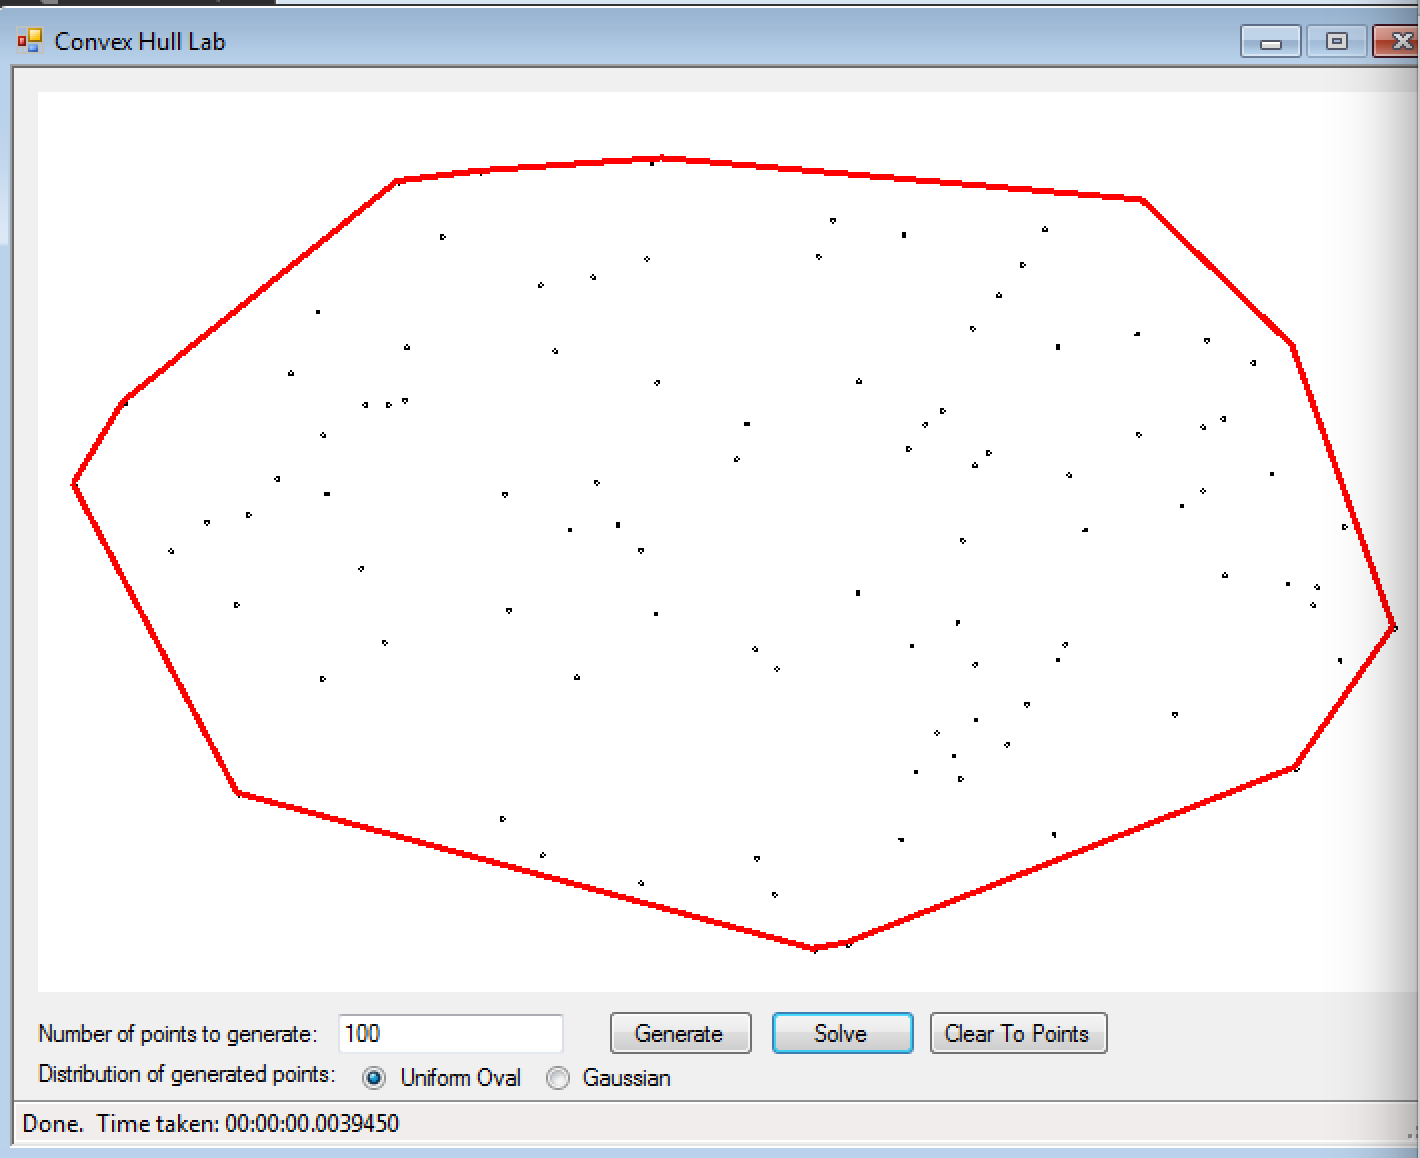 Convex Hull Lab
Number of points to generate: 100 Generate Solve Clear To Points
Distribution of generated points: Uniform Oval Gaussian
Done. Time taken: 00:00:00.0039450